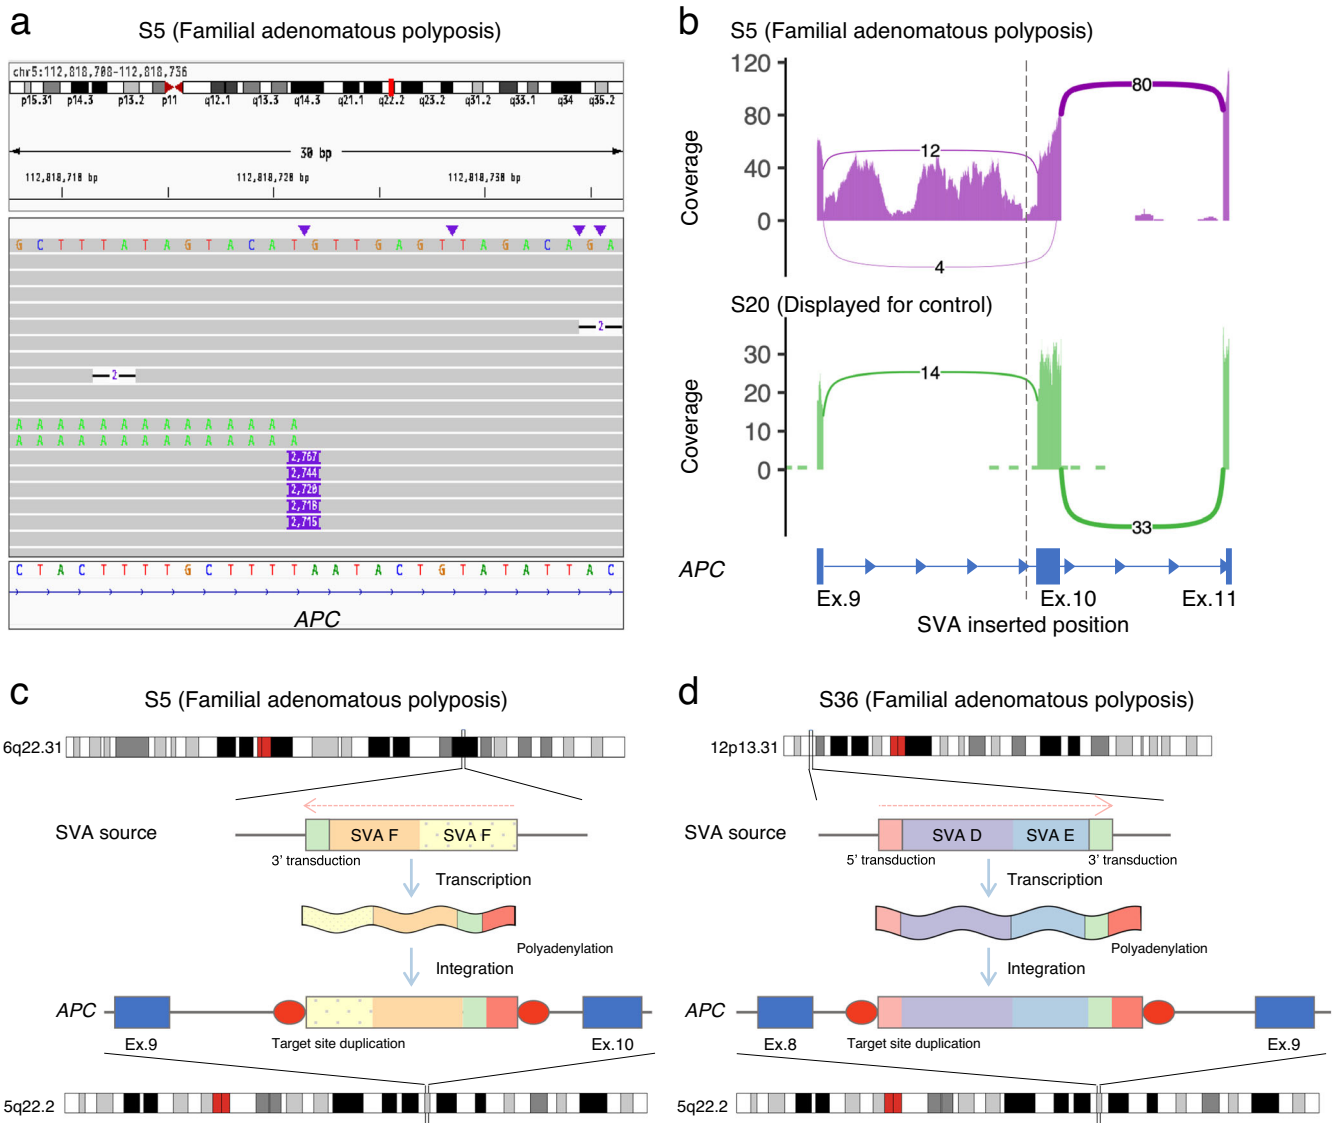 a
S5 (Familial adenomatous polyposis)
chr5:112,818,708-112,818,736
p15.31 p14.3 p13.2 p11 q12.1 q13.3 q14.3 q21.1 q22.2 q23.2 q31.2 q33.1 q34 q35.2
30 bp
112,818,710 bp 112,818,720 bp 112,818,730 bp
G C T T T A T A G T A C A T G T T G A G T T A G A C A G A
2
2
A A A A A A A A A A A A A A
A A A A A A A A A A A A A A
2,767
2,744
2,720
2,718
2,715
C T A C T T T T G C T T T T A A T A C T G T A T A T T A C
APC
b
S5 (Familial adenomatous polyposis)
Coverage
120
80
40
0
12
80
4
S20 (Displayed for control)
Coverage
30
20
10
0
14
33
APC
Ex.9 Ex.10 Ex.11
SVA inserted position
c
S5 (Familial adenomatous polyposis)
6q22.31
SVA source
SVA F SVA F
3' transduction
Transcription
Polyadenylation
Integration
APC
Ex.9 Target site duplication Ex.10
5q22.2
d
S36 (Familial adenomatous polyposis)
12p13.31
SVA source
SVA D SVA E
5' transduction 3' transduction
Transcription
Polyadenylation
Integration
APC
Ex.8 Target site duplication Ex.9
5q22.2